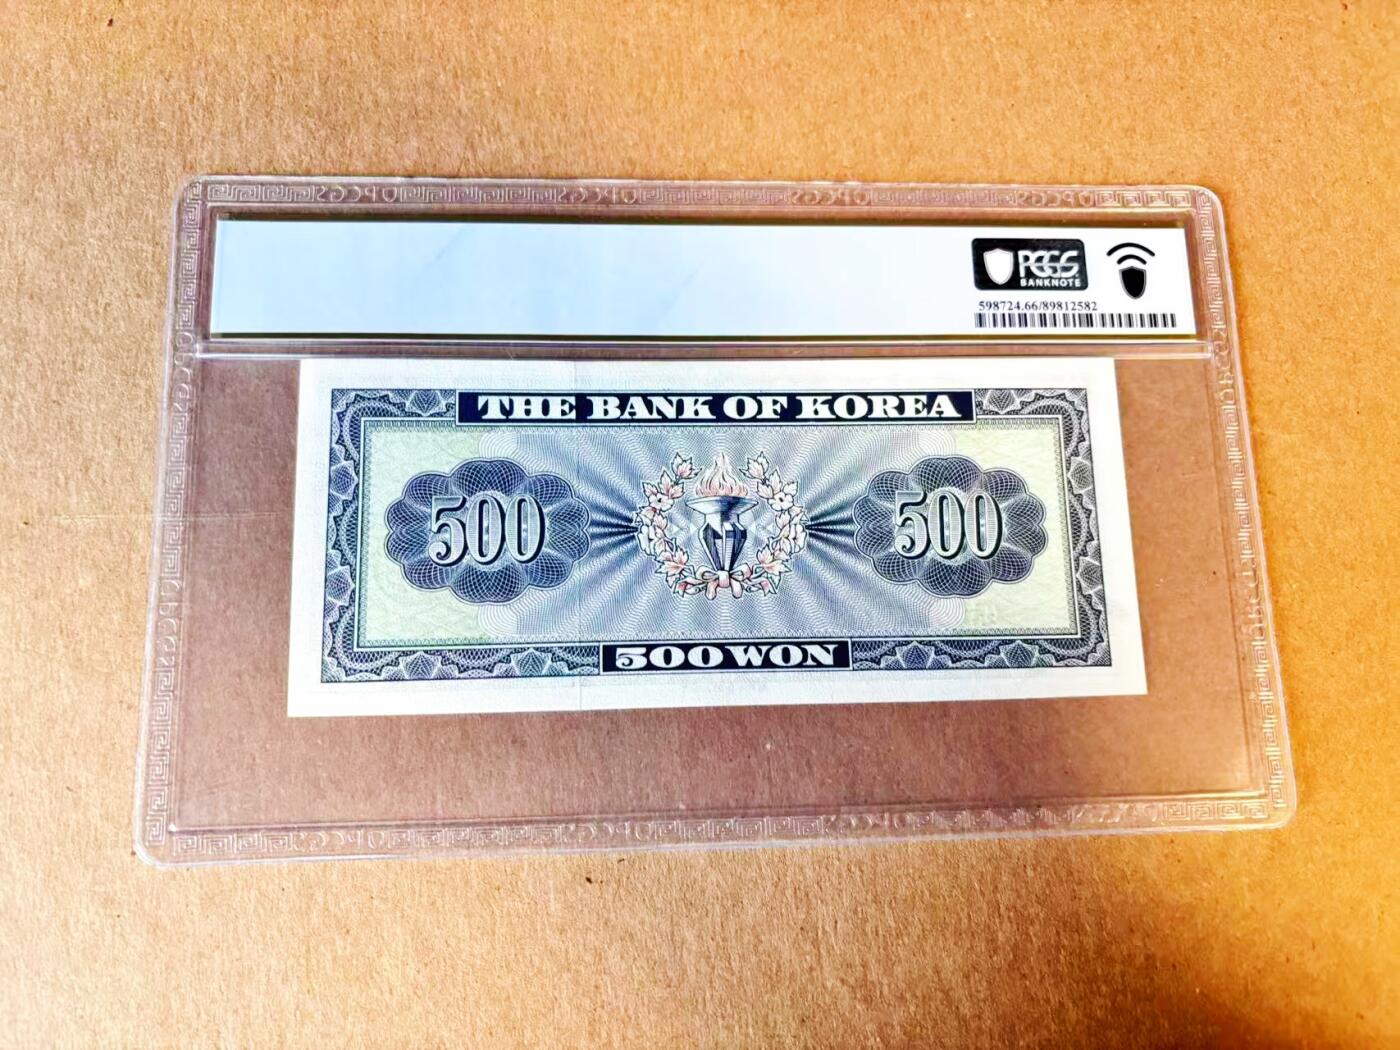 PCGS
BANKNOTE
598724.66/89812582
THE BANK OF KOREA
500 500
500 WON